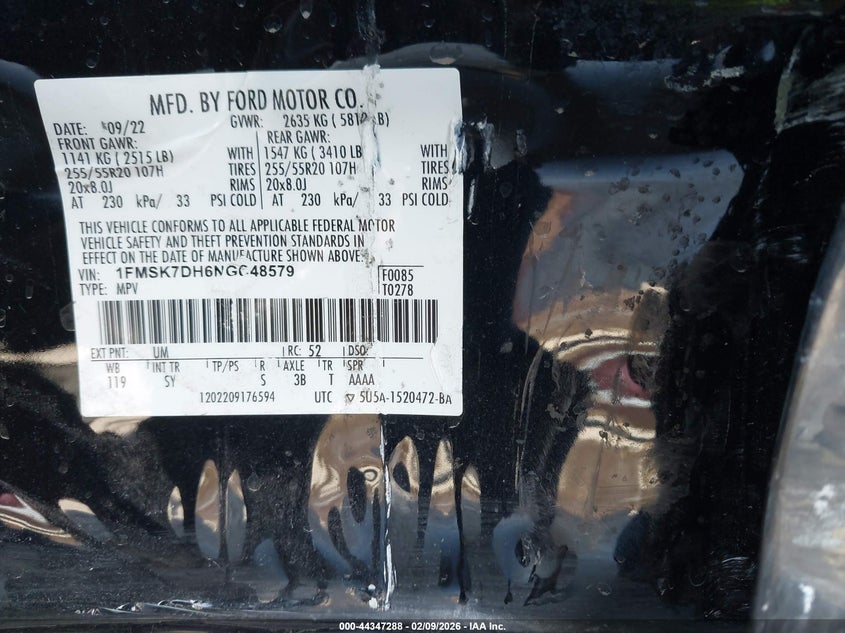 MFD. BY FORD MOTOR CO.
DATE: 09/22 GVWR: 2635 KG ( LB)
FRONT GAWR: REAR GAWR:
1141 KG ( 2515 LB) WITH 1547 KG ( 3410 LB WITH
255/55R20 107H TIRES 255/55R20 107H TIRES
20x8.0J RIMS 20x8.0J RIMS
AT 230 kPa/ 33 PSI COLD AT 230 kPa/ 33 PSI COLD
THIS VEHICLE CONFORMS TO ALL APPLICABLE FEDERAL MOTOR
VEHICLE SAFETY AND THEFT PREVENTION STANDARDS IN
EFFECT ON THE DATE OF MANUFACTURE SHOWN ABOVE.
VIN: F0085
TYPE: MPV T0278
EXT PNT: UM RC: 52 DSO:
WB INT TR TP/PS R AXLE TR SPR
119 SY S 3B T AAAA
1202209176594 UTC ▽ 5U5A-1520472-BA
000-44347288 - 02/09/2026 - IAA Inc.